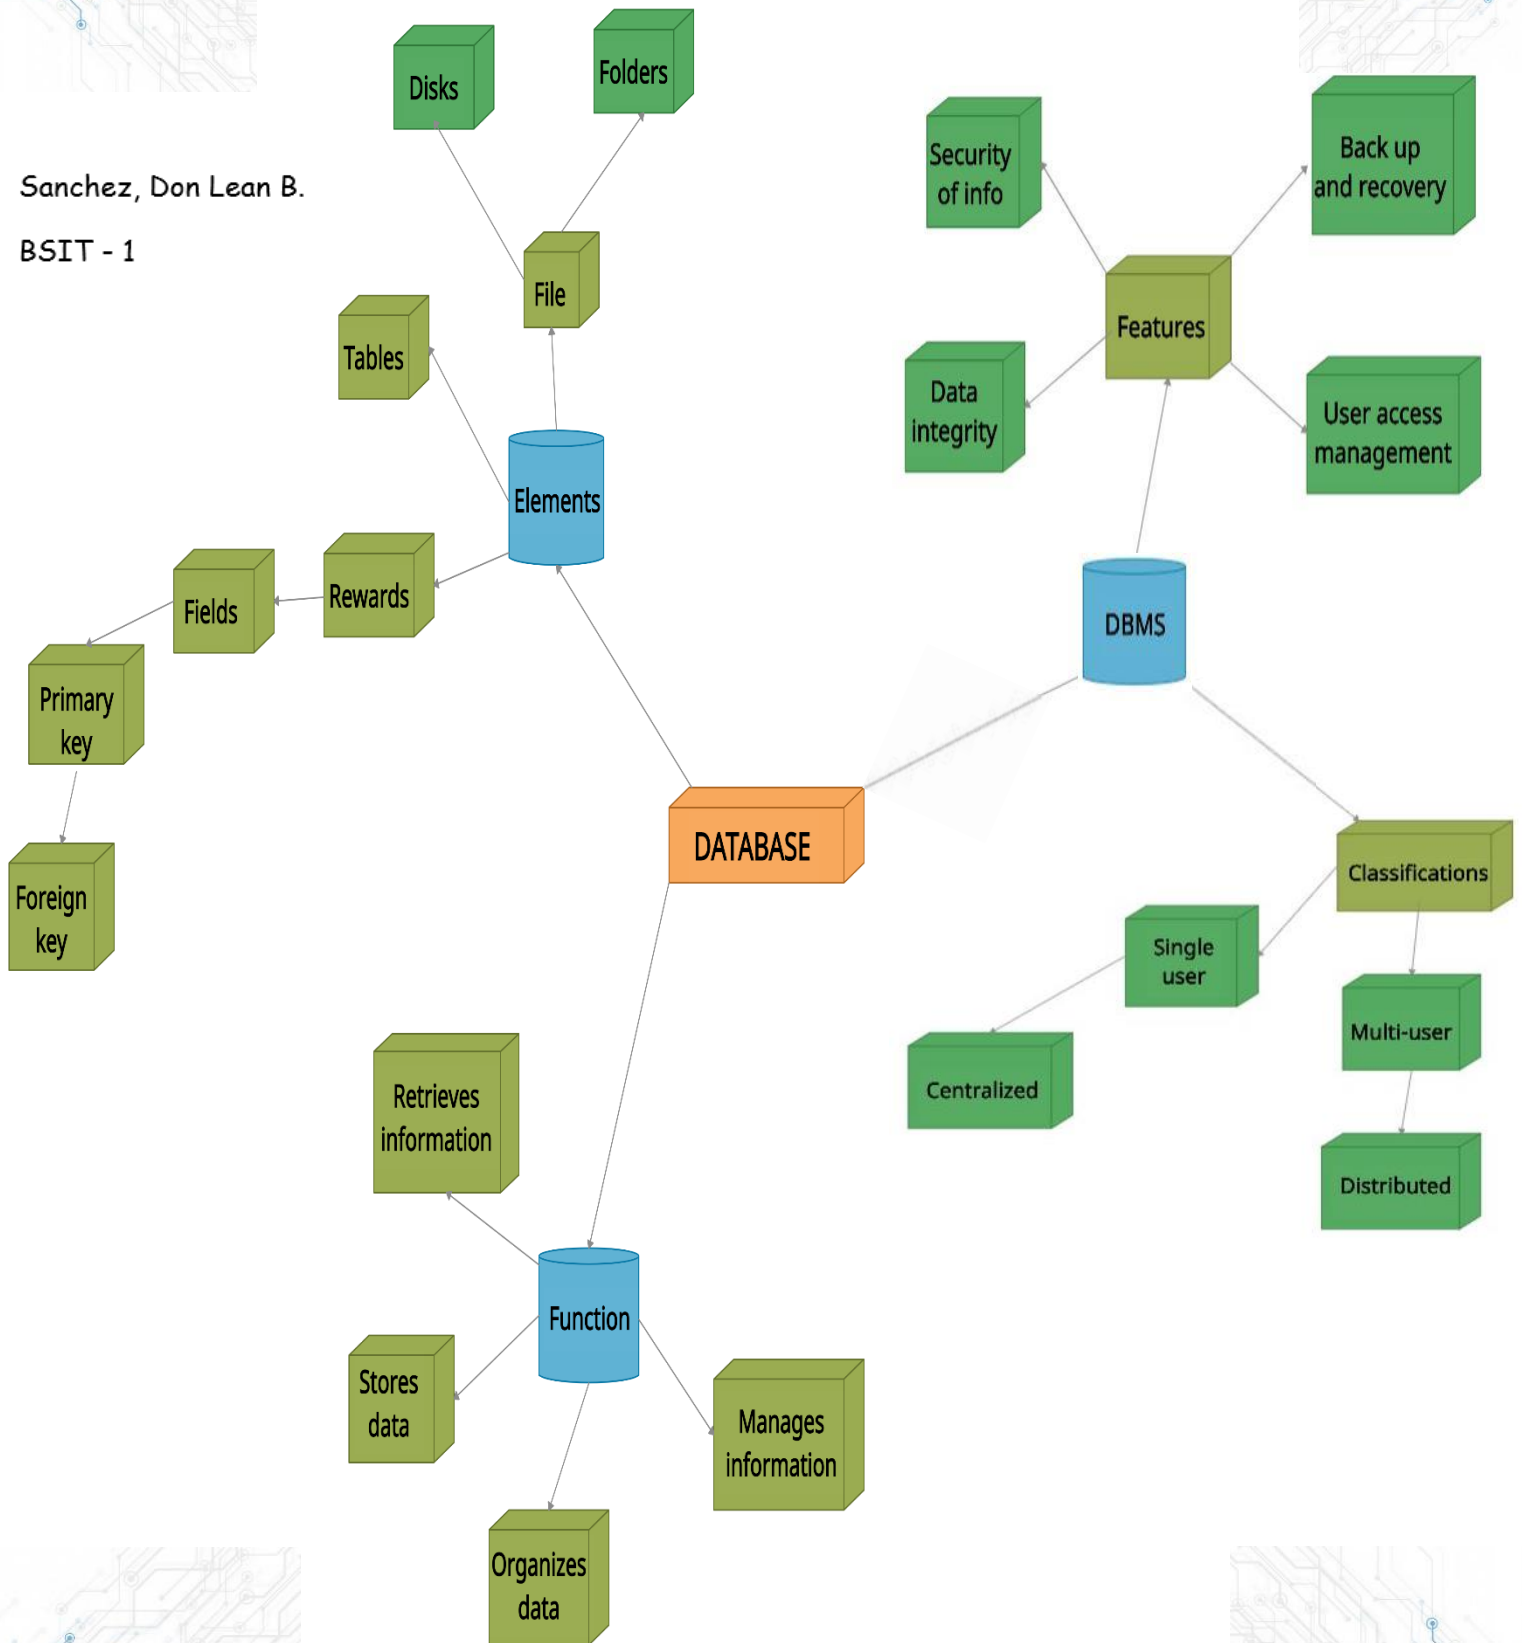 Disks
Folders
Sanchez, Don Lean B.
BSIT - 1
File
Tables
Elements
Rewards
Fields
Primary
key
Foreign
key
Security
of info
Back up
and recovery
Features
Data
integrity
User access
management
DBMS
DATABASE
Classifications
Single
user
Multi-user
Centralized
Distributed
Retrieves
information
Function
Stores
data
Manages
information
Organizes
data